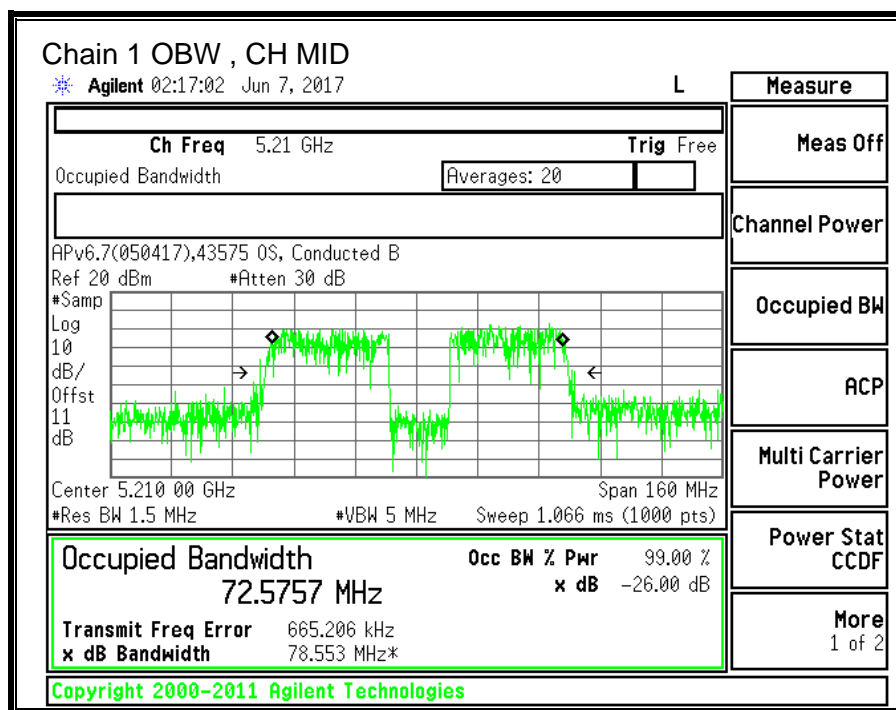 Chain 1 OBW , CH MID
Agilent 02:17:02 Jun 7, 2017 L
Measure
Ch Freq 5.21 GHz Trig Free
Occupied Bandwidth Averages: 20
APv6.7(050417),43575 OS, Conducted B
Ref 20 dBm #Atten 30 dB
#Samp
Log
10
dB/
Offst
11
dB
Center 5.210 00 GHz Span 160 MHz
#Res BW 1.5 MHz #VBW 5 MHz Sweep 1.066 ms (1000 pts)
Occupied Bandwidth Occ BW % Pwr 99.00 %
72.5757 MHz x dB -26.00 dB
Transmit Freq Error 665.206 kHz
x dB Bandwidth 78.553 MHz*
Copyright 2000-2011 Agilent Technologies
Meas Off
Channel Power
Occupied BW
ACP
Multi Carrier
Power
Power Stat
CCDF
More
1 of 2